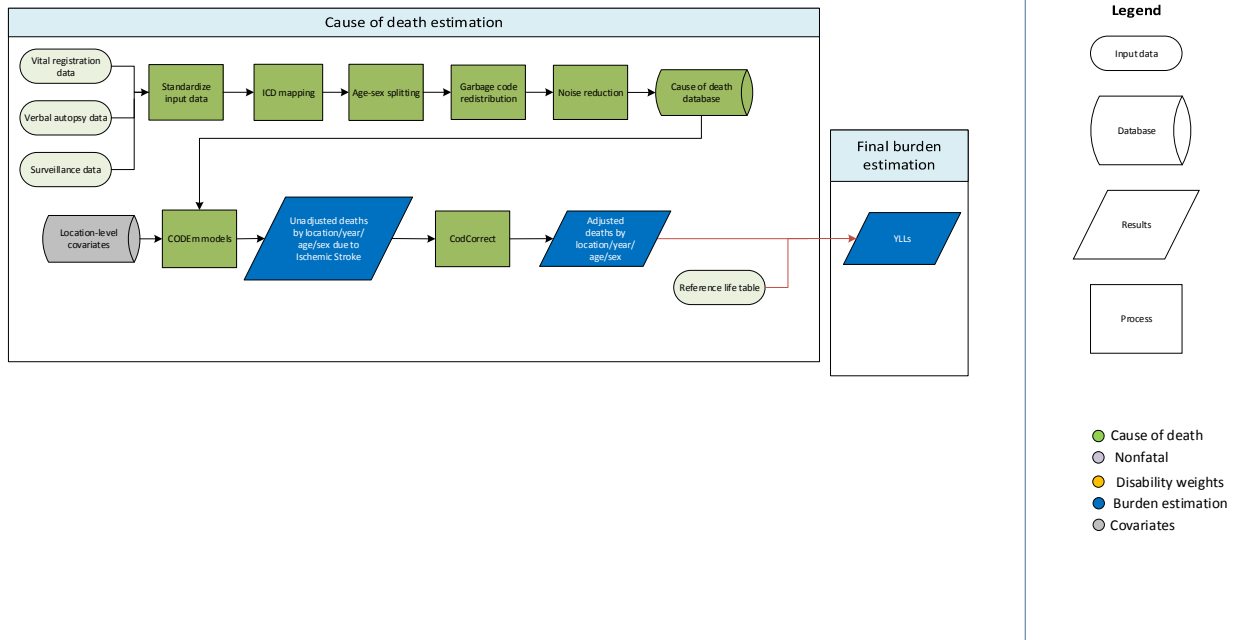 Cause of death estimation
Vital registration
data
Verbal autopsy data
Surveillance data
Standardize
input data
ICD mapping
Age-sex splitting
Garbage code
redistribution
Noise reduction
Cause of death
database
Location-level
covariates
CODEm models
Unadjusted deaths
by location/year/
age/sex due to
Ischemic Stroke
CodCorrect
Adjusted
deaths by
location/year/
age/sex
Reference life table
Final burden
estimation
YLLs
Legend
Input data
Database
Results
Process
Cause of death
Nonfatal
Disability weights
Burden estimation
Covariates